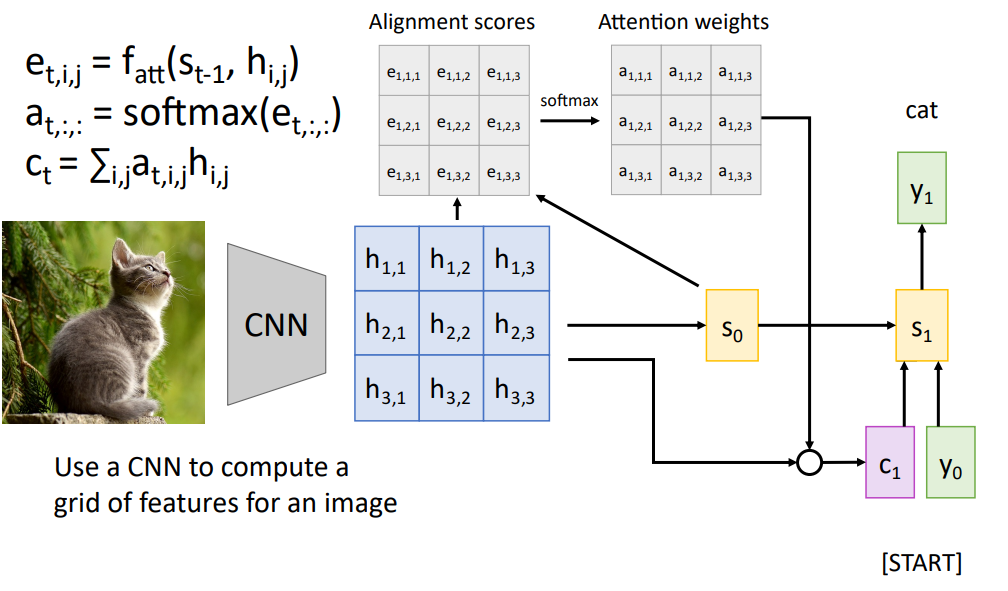 Alignment scores
Attention weights
e_{t,i,j} = f_{att}(s_{t-1}, h_{i,j})
a_{t,:,:} = softmax(e_{t,:,:})
c_t = ∑_{i,j}a_{t,i,j}h_{i,j}
e_{1,1,1} e_{1,1,2} e_{1,1,3}
e_{1,2,1} e_{1,2,2} e_{1,2,3}
e_{1,3,1} e_{1,3,2} e_{1,3,3}
softmax
a_{1,1,1} a_{1,1,2} a_{1,1,3}
a_{1,2,1} a_{1,2,2} a_{1,2,3}
a_{1,3,1} a_{1,3,2} a_{1,3,3}
cat
y_1
CNN
h_{1,1} h_{1,2} h_{1,3}
h_{2,1} h_{2,2} h_{2,3}
h_{3,1} h_{3,2} h_{3,3}
s_0
s_1
c_1
y_0
Use a CNN to compute a
grid of features for an image
[START]